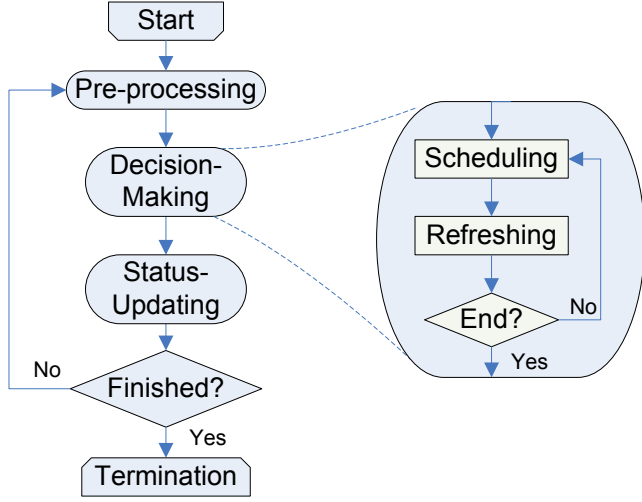 Start
Pre-processing
Decision-
Making
Status-
Updating
Finished?
No
Yes
Termination
Scheduling
Refreshing
End?
No
Yes